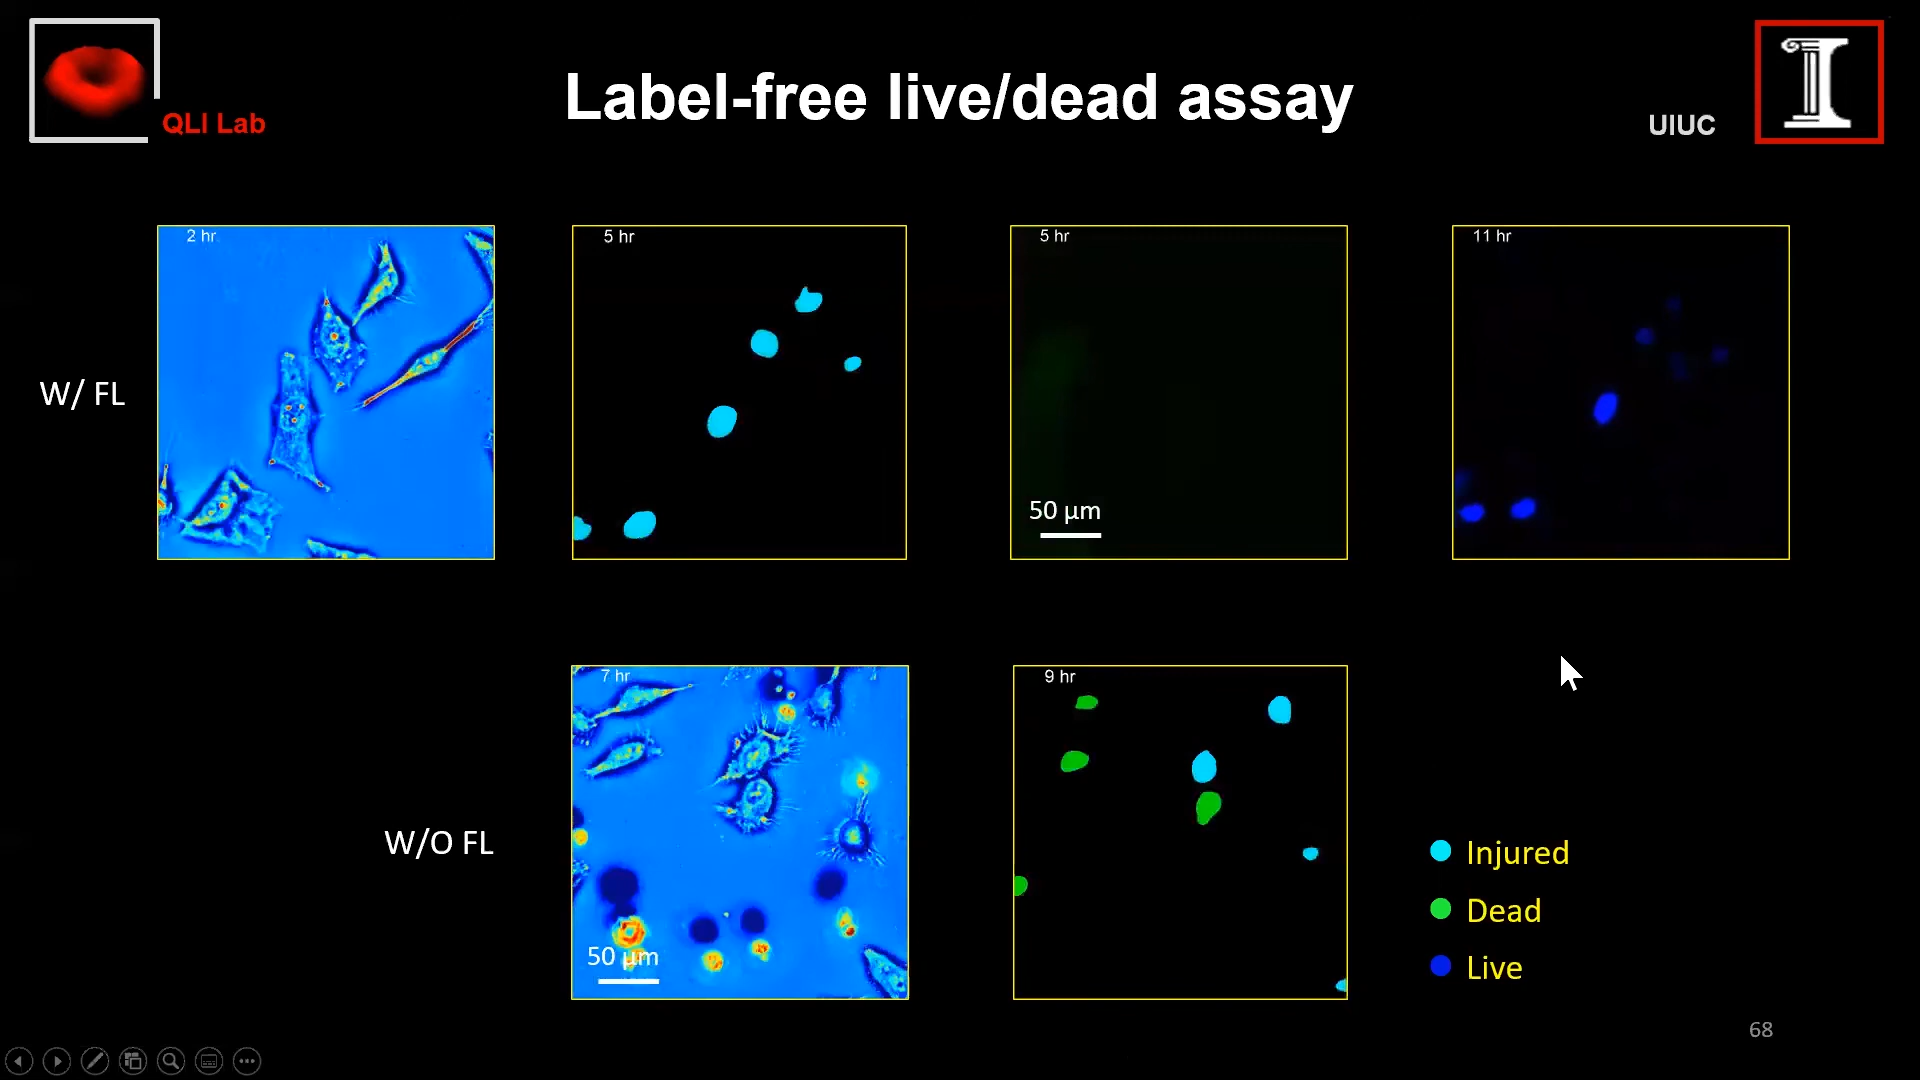 QLI Lab
Label-free live/dead assay
UIUC
2 hr
5 hr
5 hr
11 hr
W/ FL
50 µm
7 hr
9 hr
W/O FL
50 µm
Injured
Dead
Live
68